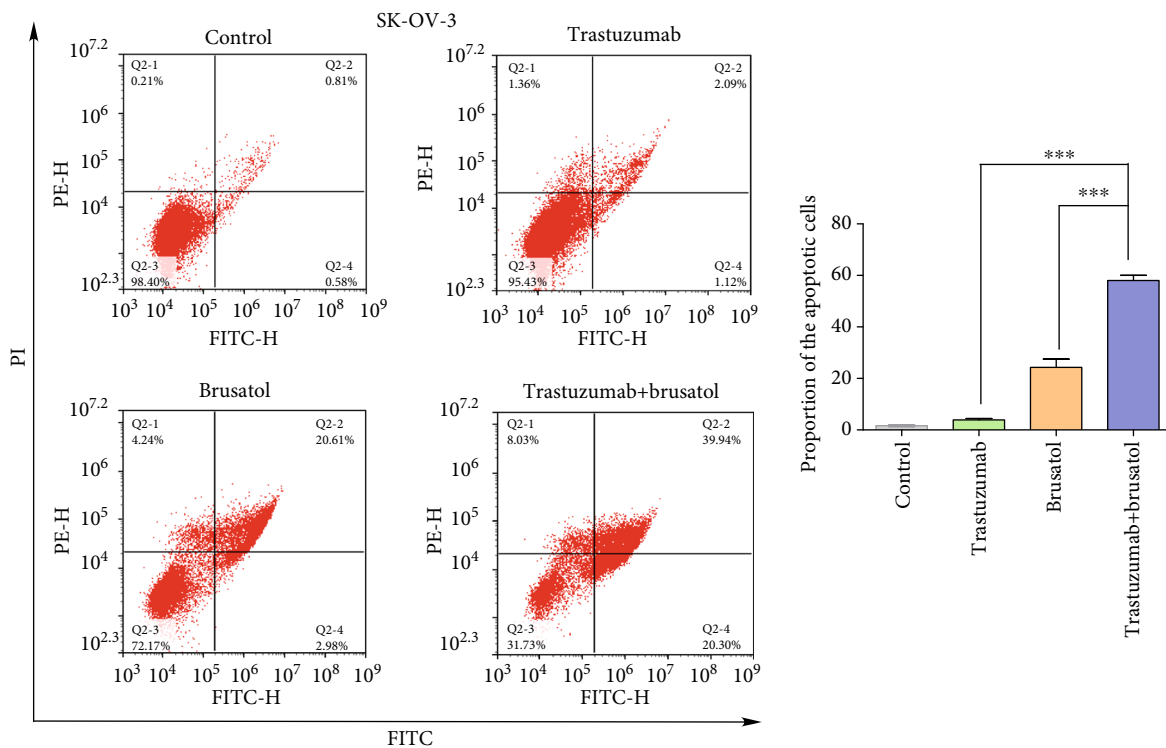 SK-OV-3
Control
10^7.2
10^6
10^5
10^4
10^2.3
PE-H
Q2-1
0.21%
Q2-2
0.81%
Q2-3
98.40%
Q2-4
0.58%
10^3 10^4 10^5 10^6 10^7 10^8 10^9
FITC-H
Trastuzumab
10^7.2
10^6
10^5
10^4
10^2.3
PE-H
Q2-1
1.36%
Q2-2
2.09%
Q2-3
95.43%
Q2-4
1.12%
10^3 10^4 10^5 10^6 10^7 10^8 10^9
FITC-H
PI
Brusatol
10^7.2
10^6
10^5
10^4
10^2.3
PE-H
Q2-1
4.24%
Q2-2
20.61%
Q2-3
72.17%
Q2-4
2.98%
10^3 10^4 10^5 10^6 10^7 10^8 10^9
FITC-H
Trastuzumab+brusatol
10^7.2
10^6
10^5
10^4
10^2.3
PE-H
Q2-1
8.03%
Q2-2
39.94%
Q2-3
31.73%
Q2-4
20.30%
10^3 10^4 10^5 10^6 10^7 10^8 10^9
FITC-H
FITC
***
***
Proportion of the apoptotic cells
80
60
40
20
0
Control
Trastuzumab
Brusatol
Trastuzumab+brusatol